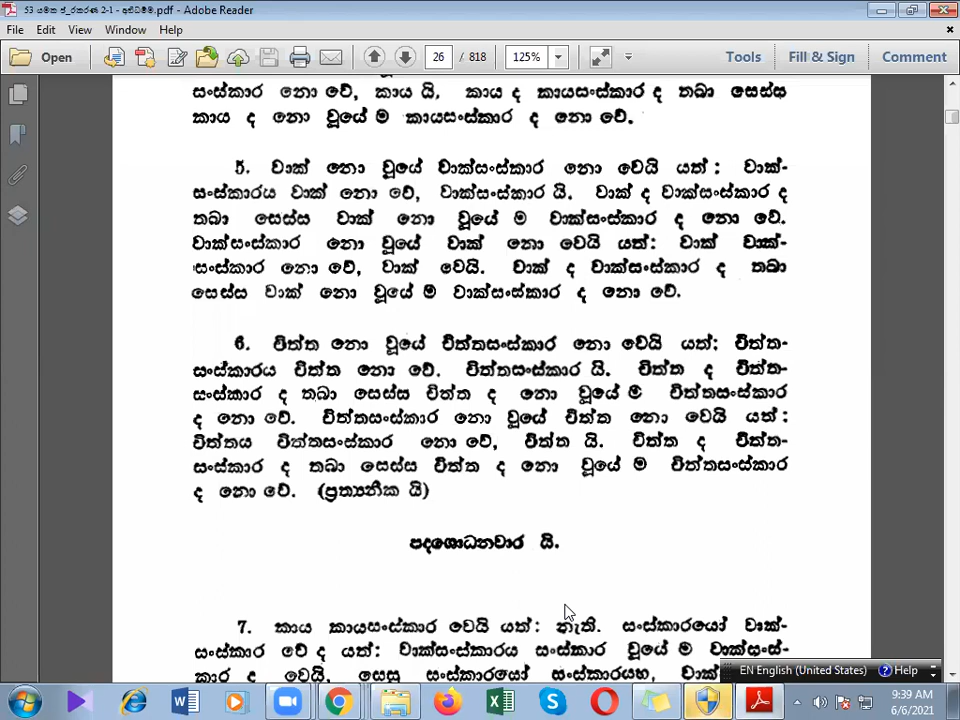 53 යමක ප්‍රකරණ 2-1 - අභිධම්ම.pdf - Adobe Reader
File Edit View Window Help
Open 26 / 818 125% Tools Fill & Sign Comment
සංස්කාර නො වේ, කාය යි, කාය ද කායසංස්කාර ද තබා සෙස්ස
කාය ද නො වූයේ ම කායසංස්කාර ද නො වේ.
5. වාක් නො වූයේ වාක්සංස්කාර නො වෙයි යත්: වාක්-
සංස්කාරය වාක් නො වේ, වාක්සංස්කාර යි. වාක් ද වාක්සංස්කාර ද
තබා සෙස්ස වාක් නො වූයේ ම වාක්සංස්කාර ද නො වේ.
වාක්සංස්කාර නො වූයේ වාක් නො වෙයි යත්: වාක් වාක්-
සංස්කාර නො වේ, වාක් වෙයි. වාක් ද වාක්සංස්කාර ද තබා
සෙස්ස වාක් නො වූයේ ම වාක්සංස්කාර ද නො වේ.
6. චිත්ත නො වූයේ චිත්තසංස්කාර නො වෙයි යත්: චිත්ත-
සංස්කාරය චිත්ත නො වේ. චිත්තසංස්කාර යි. චිත්ත ද චිත්ත-
සංස්කාර ද තබා සෙස්ස චිත්ත ද නො වූයේ ම චිත්තසංස්කාර
ද නො වේ. චිත්තසංස්කාර නො වූයේ චිත්ත නො වෙයි යත්:
චිත්තය චිත්තසංස්කාර නො වේ, චිත්ත යි. චිත්ත ද චිත්ත-
සංස්කාර ද තබා සෙස්ස චිත්ත ද නො වූයේ ම චිත්තසංස්කාර
ද නො වේ. (ප්‍රත්‍යනීක යි)
පදශොධනවාර යි.
7. කාය කායසංස්කාර වෙයි යත්: නැති. සංස්කාරයෝ වාක්-
සංස්කාර වේ ද යත්: වාක්සංස්කාරය සංස්කාර වූයේ ම වාක්සංස්-
කාර ද වෙයි, සෙසු සංස්කාරයෝ සංස්කාරයහ,
EN English (United States) Help
9:39 AM
6/6/2021